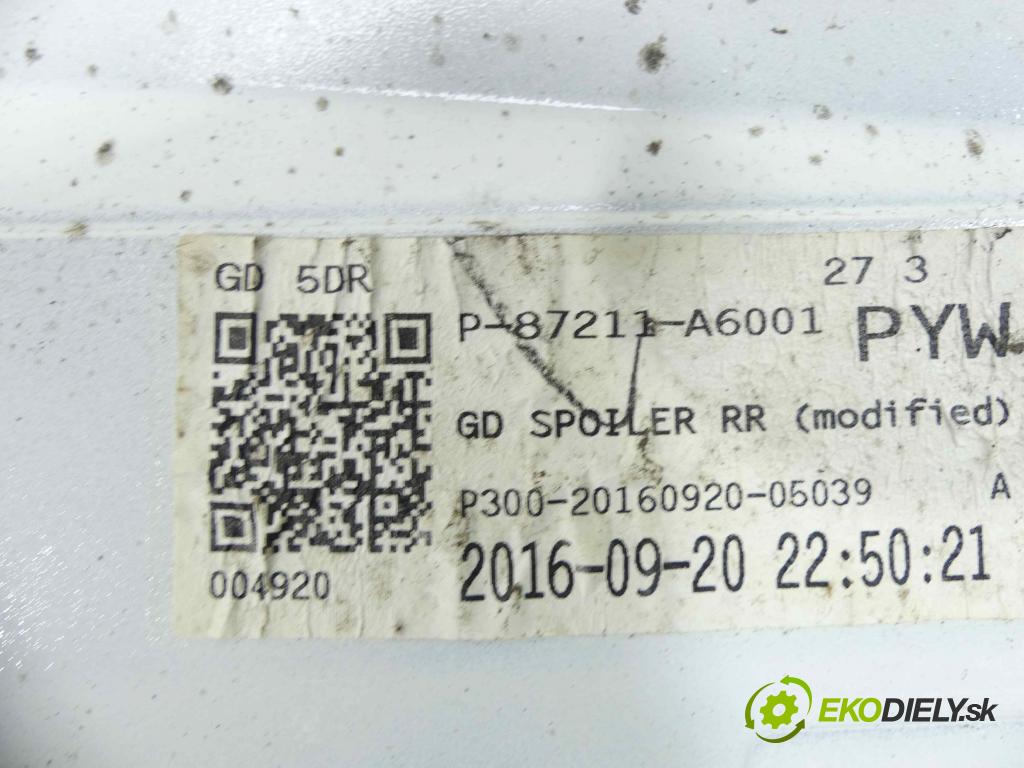 GD 5DR
27 3
P-87211-A6001
PYW
GD SPOILER RR (modified)
P300-20160920-05039
A
2016-09-20 22:50:21
004920
EKODIELY.sk